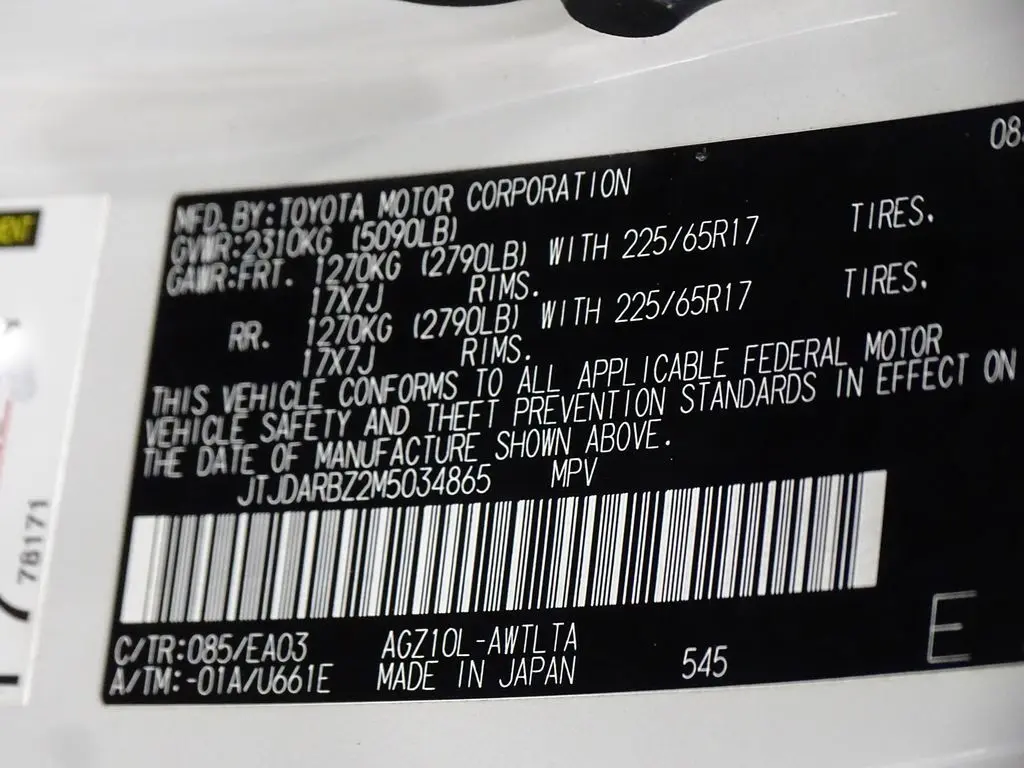 08
MFD. BY: TOYOTA MOTOR CORPORATION
GVWR: 2310KG (5090LB)
GAWR: FRT. 1270KG (2790LB) WITH 225/65R17 TIRES.
17X7J RIMS.
RR. 1270KG (2790LB) WITH 225/65R17 TIRES.
17X7J RIMS.
THIS VEHICLE CONFORMS TO ALL APPLICABLE FEDERAL MOTOR
VEHICLE SAFETY AND THEFT PREVENTION STANDARDS IN EFFECT ON
THE DATE OF MANUFACTURE SHOWN ABOVE.
JTJDARBZ2M5034865 MPV
C/TR: 085/EA03 AGZ10L-AWTLTA
A/TM: -01A/U661E MADE IN JAPAN 545
E
78171